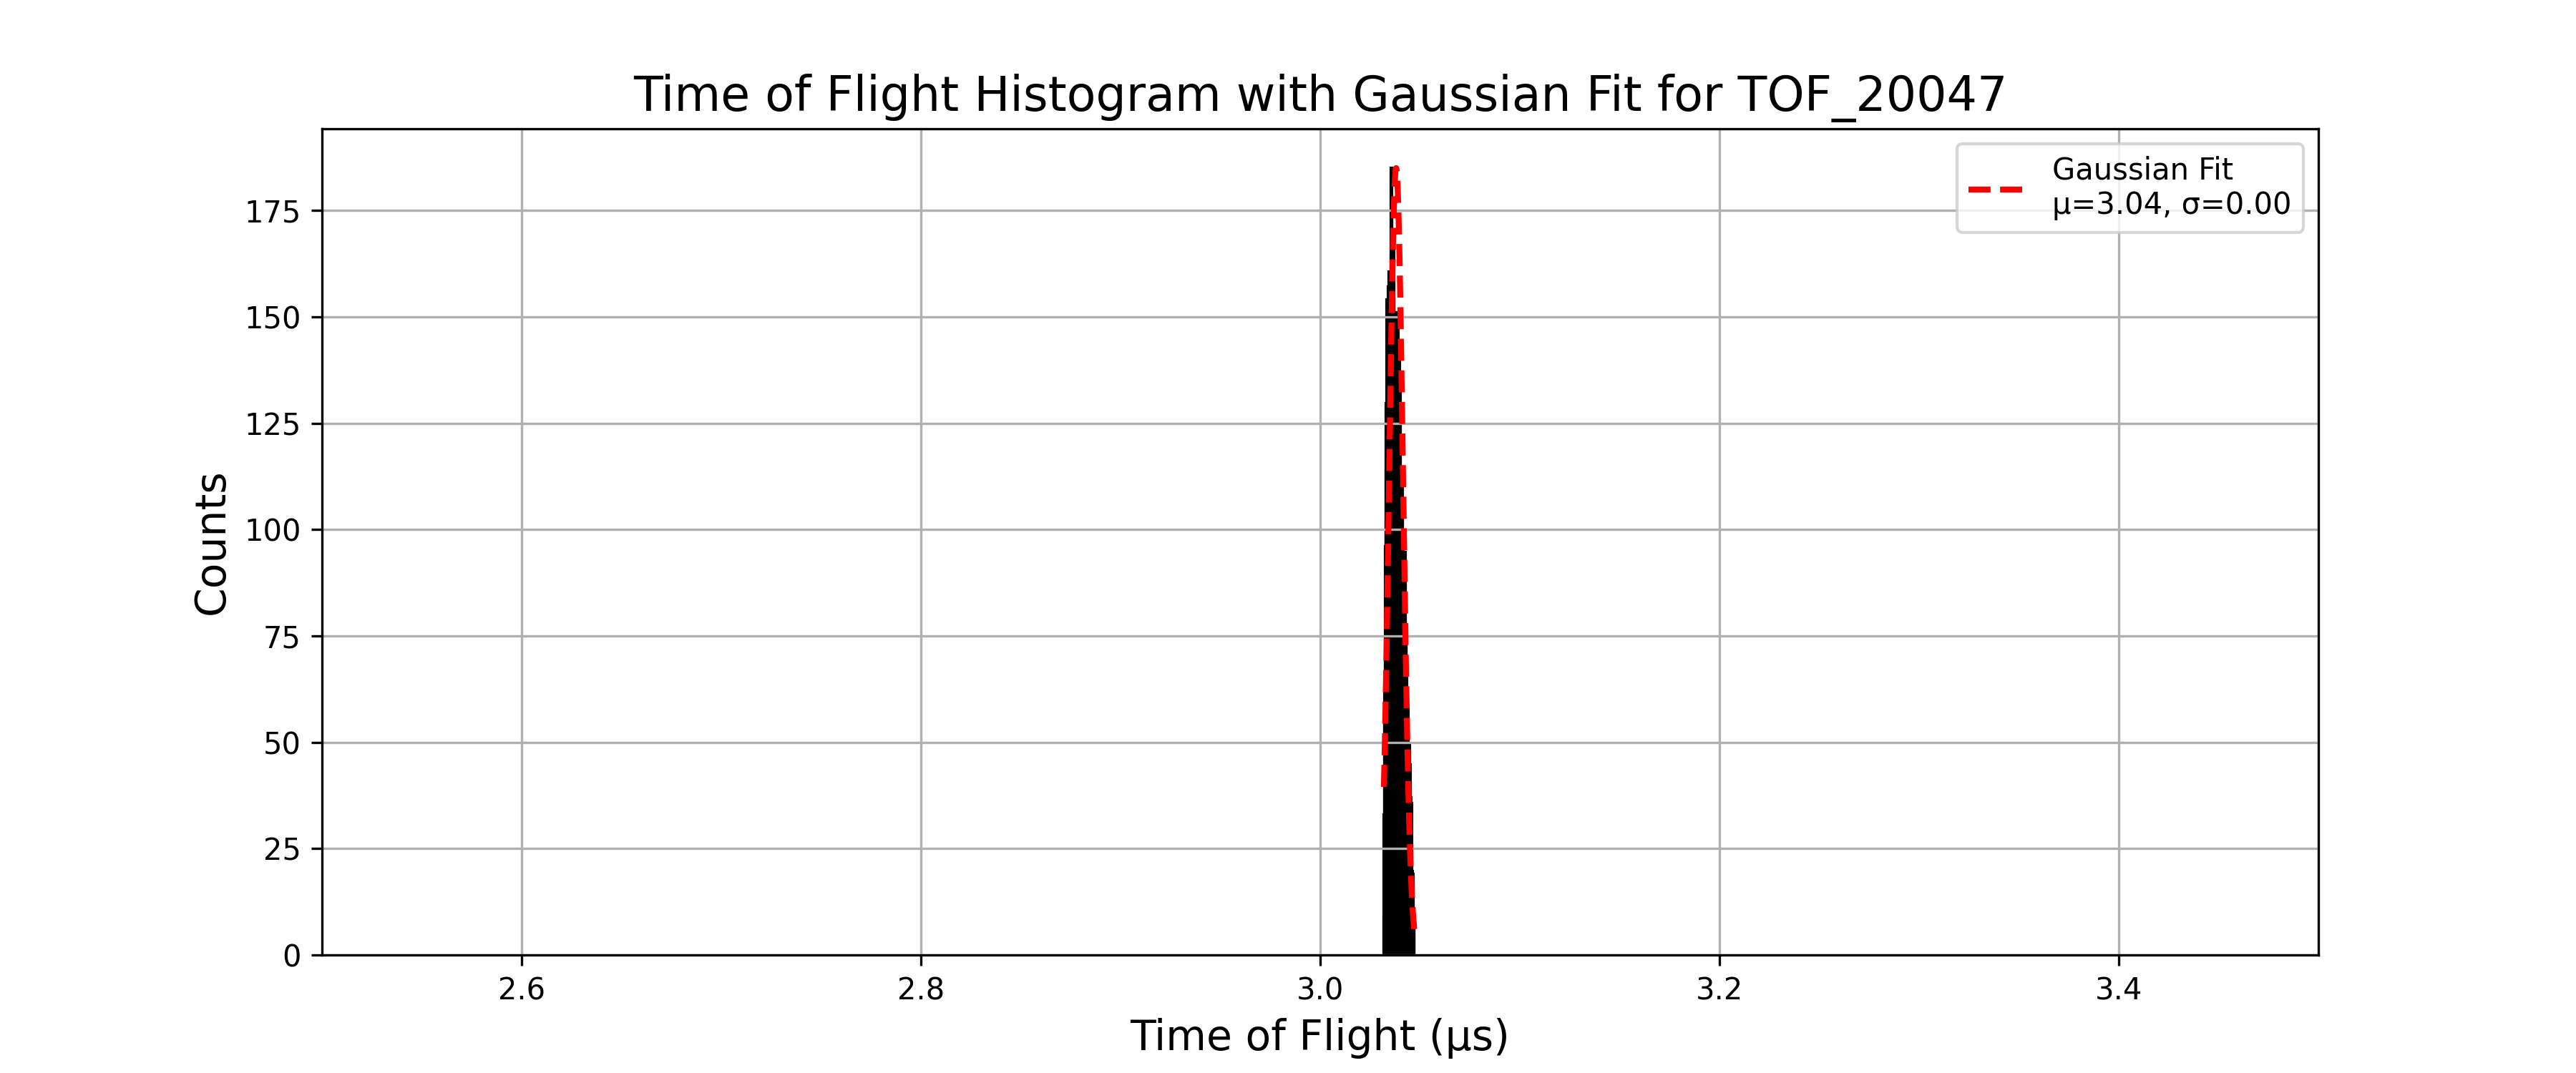 Time of Flight Histogram with Gaussian Fit for TOF_20047
Gaussian Fit
μ=3.04, σ=0.00
175
150
125
100
75
50
25
0
Counts
2.6
2.8
3.0
3.2
3.4
Time of Flight (μs)